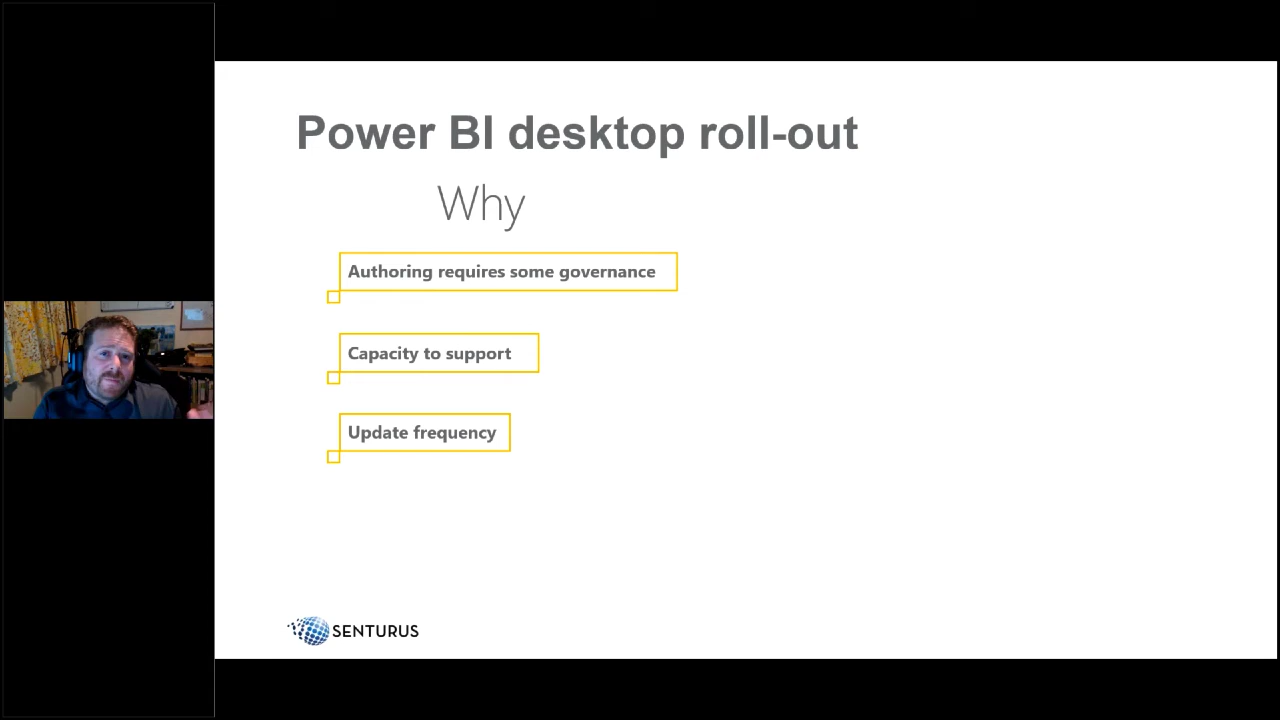 Power BI desktop roll-out
Why
Authoring requires some governance
Capacity to support
Update frequency
SENTURUS